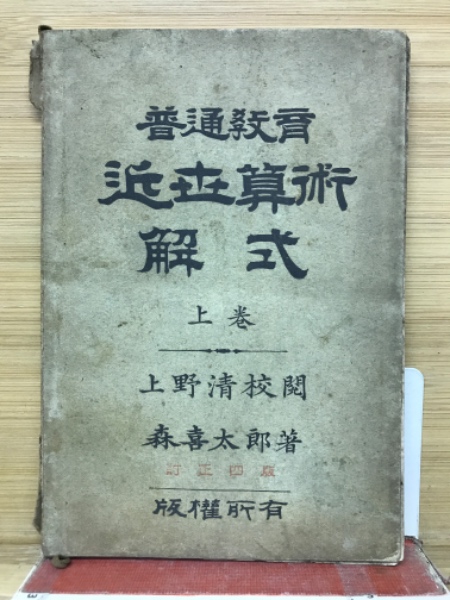 普通教育
近世算術
解式
上巻
上野清校閲
森喜太郎著
訂正四版
版權所有